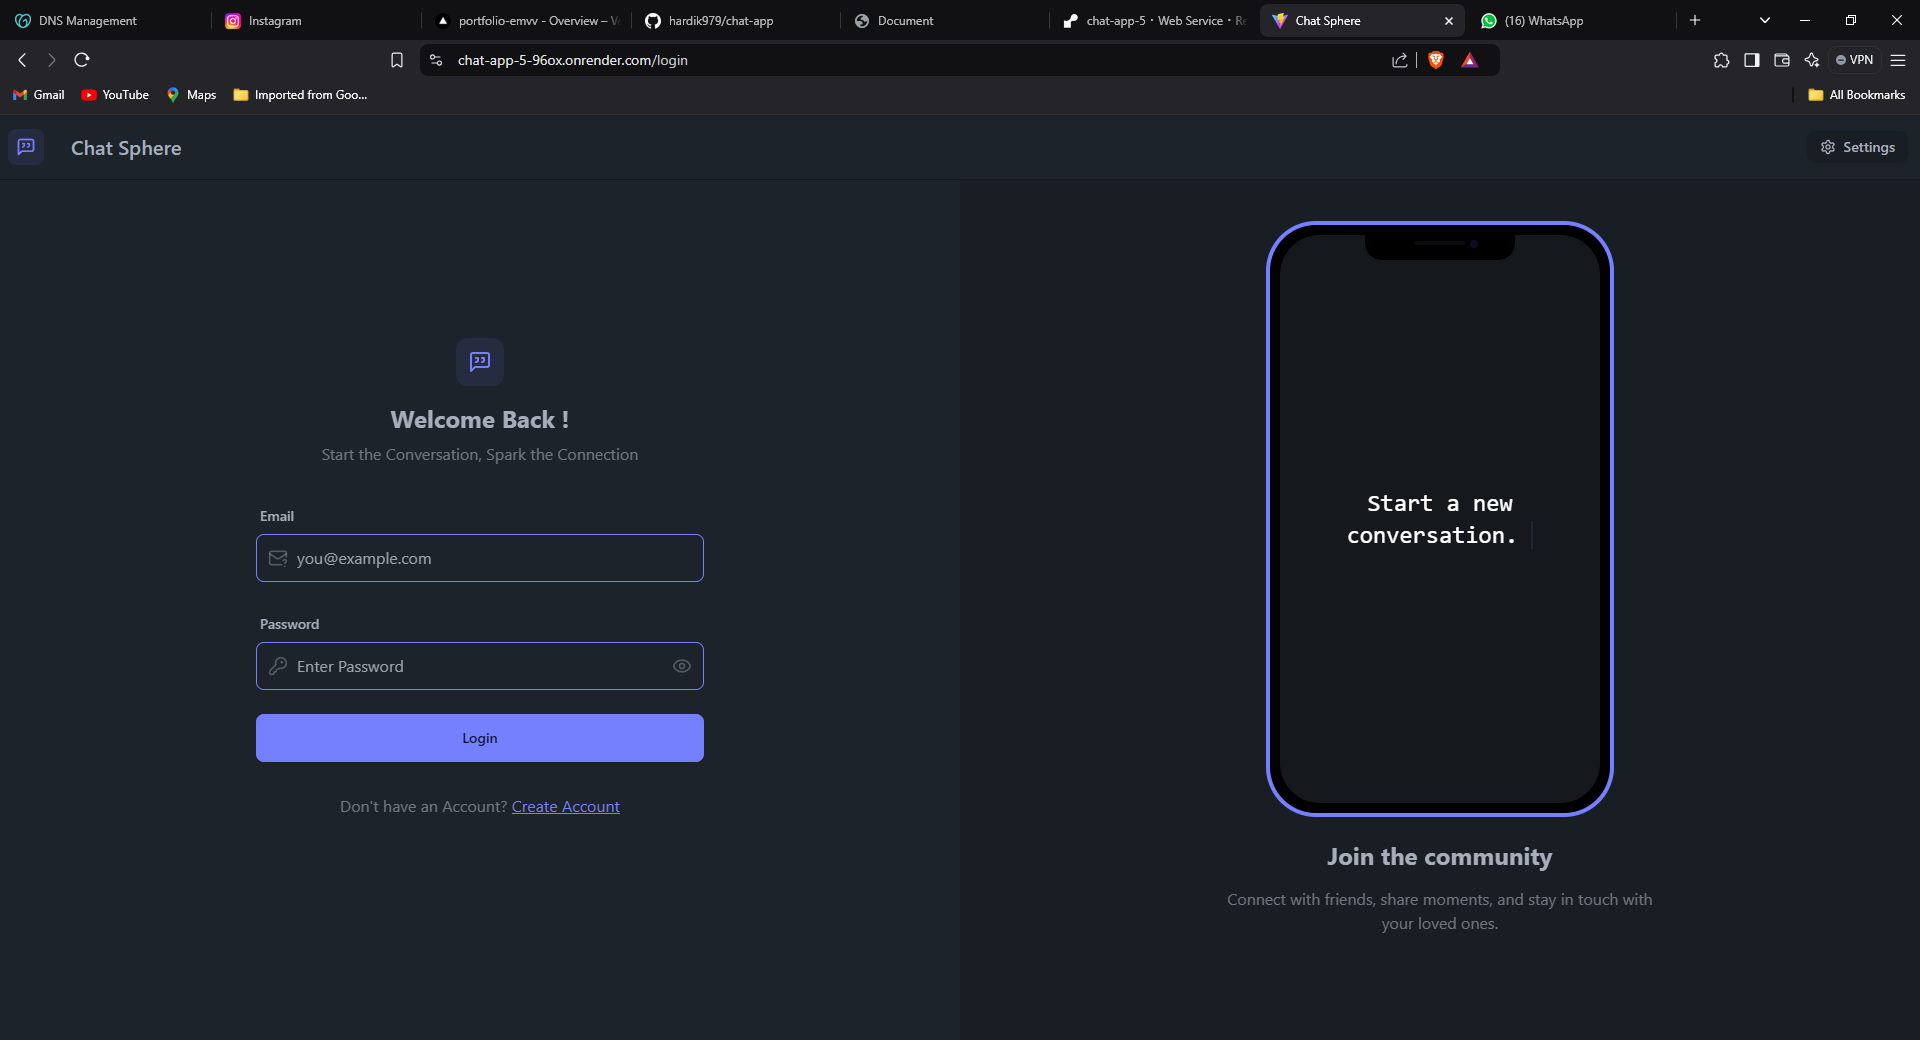 DNS Management
Instagram
portfolio-emvv - Overview –
hardik979/chat-app
Document
chat-app-5 · Web Service ·
Chat Sphere
(16) WhatsApp
chat-app-5-96ox.onrender.com/login
VPN
Gmail
YouTube
Maps
Imported from Goo...
All Bookmarks
Chat Sphere
Settings
Welcome Back !
Start the Conversation, Spark the Connection
Email
you@example.com
Password
Enter Password
Login
Don't have an Account? Create Account
Start a new
conversation.
Join the community
Connect with friends, share moments, and stay in touch with
your loved ones.